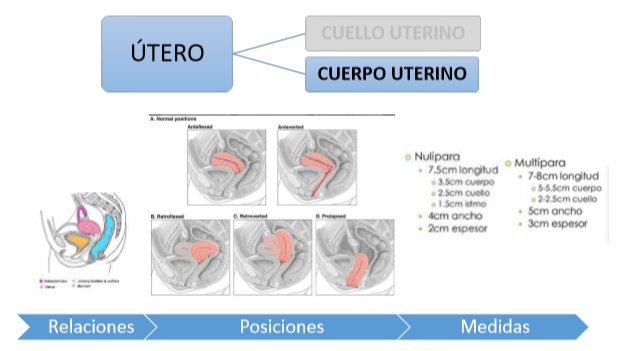 ÚTERO
CUELLO UTERINO
CUERPO UTERINO
A. Normal positions
Anteflexed
Anteverted
B. Retroflexed
C. Retroverted
D. Prolapsed
Nulípara
7.5cm longitud
3.5cm cuerpo
2.5cm cuello
1.5cm istmo
4cm ancho
2cm espesor
Multípara
7-8cm longitud
5-5.5cm cuerpo
2-2.5cm cuello
5cm ancho
3cm espesor
Relaciones
Posiciones
Medidas